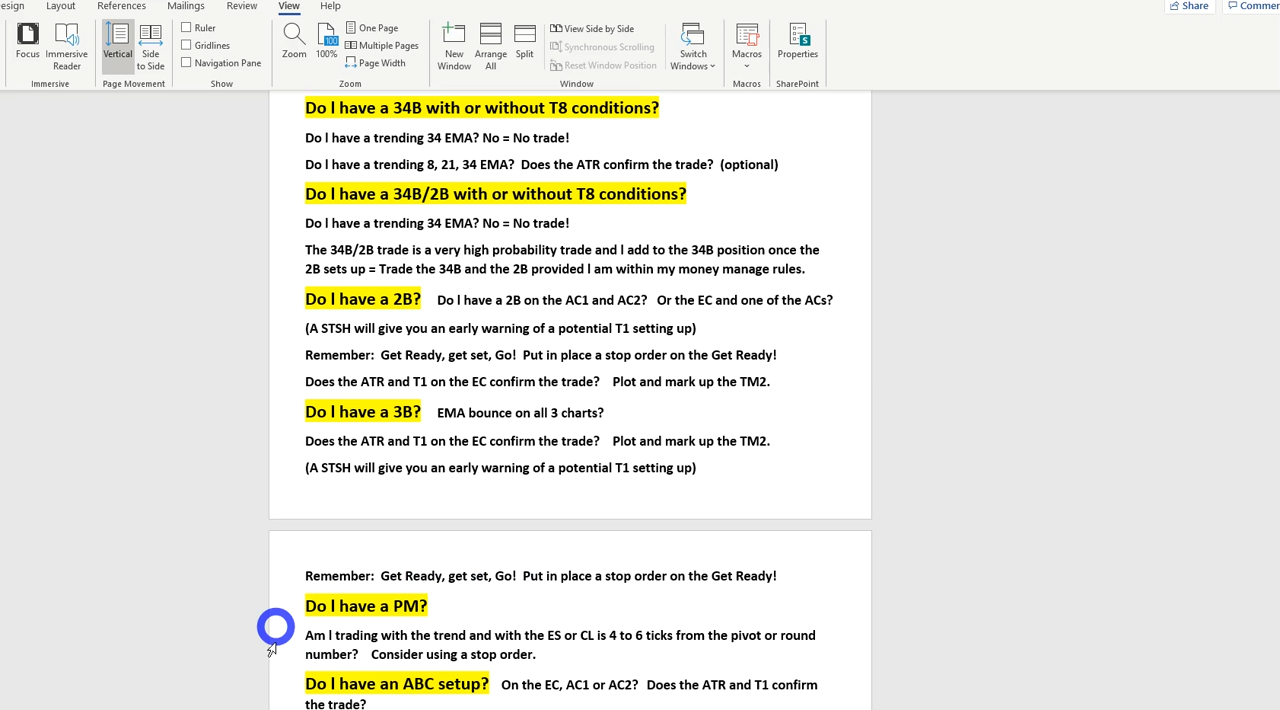 esign Layout References Mailings Review View Help Share Commer
Ruler One Page View Side by Side
Gridlines Multiple Pages Synchronous Scrolling
Navigation Pane Page Width Reset Window Position
Focus Immersive Reader Vertical Side to Side Zoom 100% New Window Arrange All Split Switch Windows Macros Properties
Immersive Page Movement Show Zoom Window Macros SharePoint
Do I have a 34B with or without T8 conditions?
Do I have a trending 34 EMA? No = No trade!
Do I have a trending 8, 21, 34 EMA? Does the ATR confirm the trade? (optional)
Do I have a 34B/2B with or without T8 conditions?
Do I have a trending 34 EMA? No = No trade!
The 34B/2B trade is a very high probability trade and I add to the 34B position once the
2B sets up = Trade the 34B and the 2B provided I am within my money manage rules.
Do I have a 2B? Do I have a 2B on the AC1 and AC2? Or the EC and one of the ACs?
(A STSH will give you an early warning of a potential T1 setting up)
Remember: Get Ready, get set, Go! Put in place a stop order on the Get Ready!
Does the ATR and T1 on the EC confirm the trade? Plot and mark up the TM2.
Do I have a 3B? EMA bounce on all 3 charts?
Does the ATR and T1 on the EC confirm the trade? Plot and mark up the TM2.
(A STSH will give you an early warning of a potential T1 setting up)
Remember: Get Ready, get set, Go! Put in place a stop order on the Get Ready!
Do I have a PM?
Am I trading with the trend and with the ES or CL is 4 to 6 ticks from the pivot or round
number? Consider using a stop order.
Do I have an ABC setup? On the EC, AC1 or AC2? Does the ATR and T1 confirm
the trade?